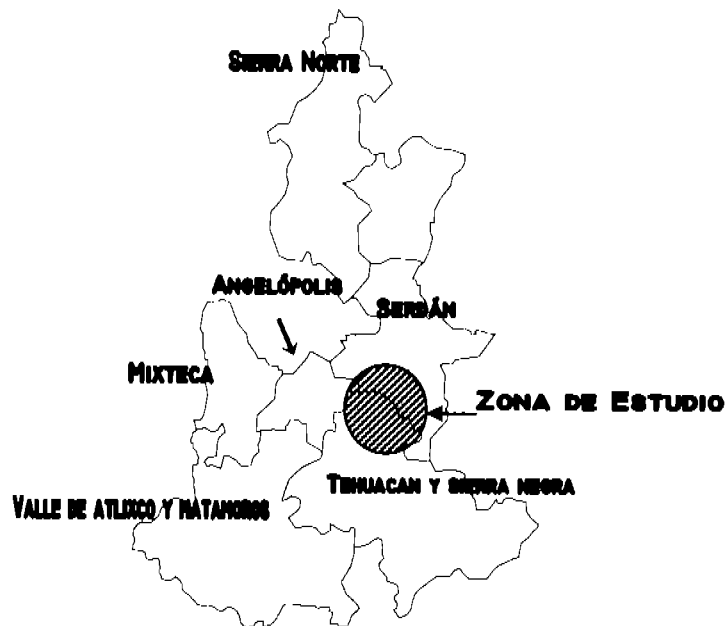 SIERRA NORTE
ANGELÓPOLIS
SERDÁN
MIXTECA
ZONA DE ESTUDIO
TEHUACAN Y SIERRA NEGRA
VALLE DE ATLIXCO Y MATAMOROS